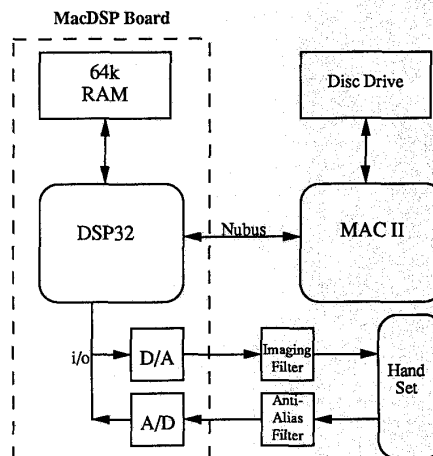 MacDSP Board
64k
RAM
Disc Drive
DSP32
Nubus
MAC II
i/o
D/A
Imaging
Filter
Hand
Set
A/D
Anti-
Alias
Filter